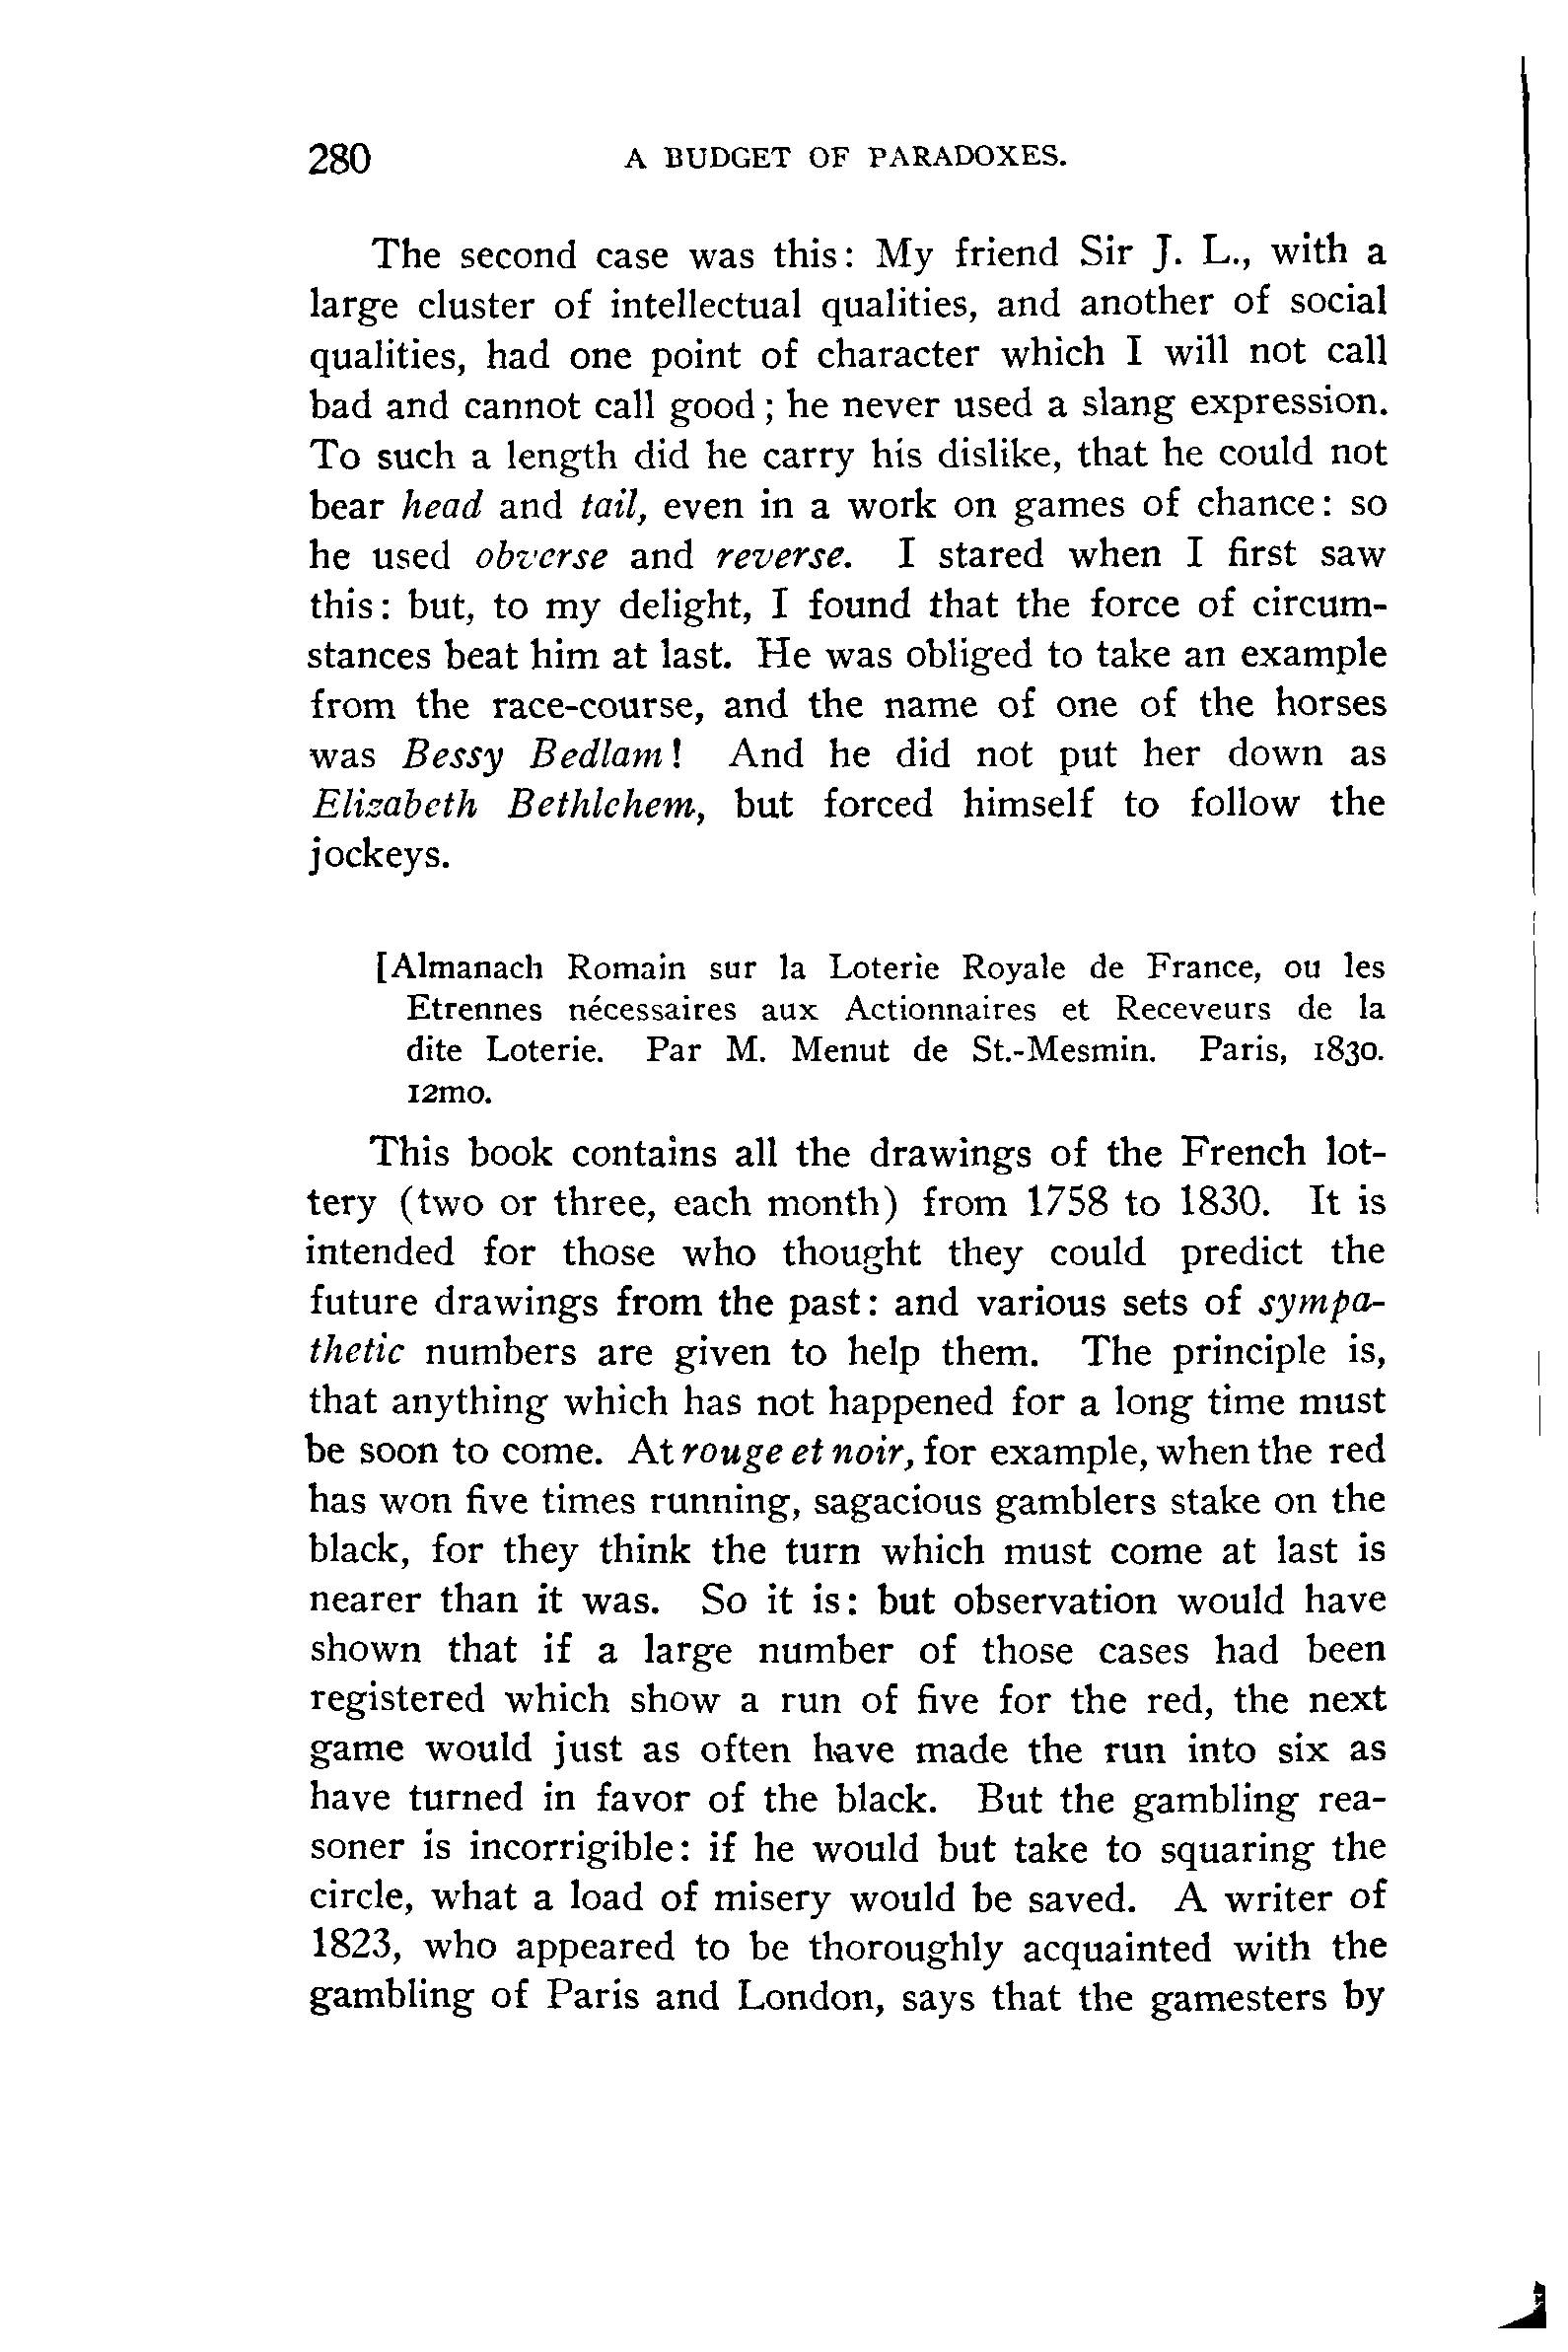 280 A BUDGET OF PARADOXES.
The second case was this: My friend Sir J. L., with a
large cluster of intellectual qualities, and another of social
qualities, had one point of character which I will not call
bad and cannot call good; he never used a slang expression.
To such a length did he carry his dislike, that he could not
bear head and tail, even in a work on games of chance: so
he used obverse and reverse. I stared when I first saw
this: but, to my delight, I found that the force of circum-
stances beat him at last. He was obliged to take an example
from the race-course, and the name of one of the horses
was Bessy Bedlam! And he did not put her down as
Elizabeth Bethlehem, but forced himself to follow the
jockeys.
[Almanach Romain sur la Loterie Royale de France, ou les
Etrennes nécessaires aux Actionnaires et Receveurs de la
dite Loterie. Par M. Menut de St.-Mesmin. Paris, 1830.
12mo.
This book contains all the drawings of the French lot-
tery (two or three, each month) from 1758 to 1830. It is
intended for those who thought they could predict the
future drawings from the past: and various sets of sympa-
thetic numbers are given to help them. The principle is,
that anything which has not happened for a long time must
be soon to come. At rouge et noir, for example, when the red
has won five times running, sagacious gamblers stake on the
black, for they think the turn which must come at last is
nearer than it was. So it is: but observation would have
shown that if a large number of those cases had been
registered which show a run of five for the red, the next
game would just as often have made the run into six as
have turned in favor of the black. But the gambling rea-
soner is incorrigible: if he would but take to squaring the
circle, what a load of misery would be saved. A writer of
1823, who appeared to be thoroughly acquainted with the
gambling of Paris and London, says that the gamesters by